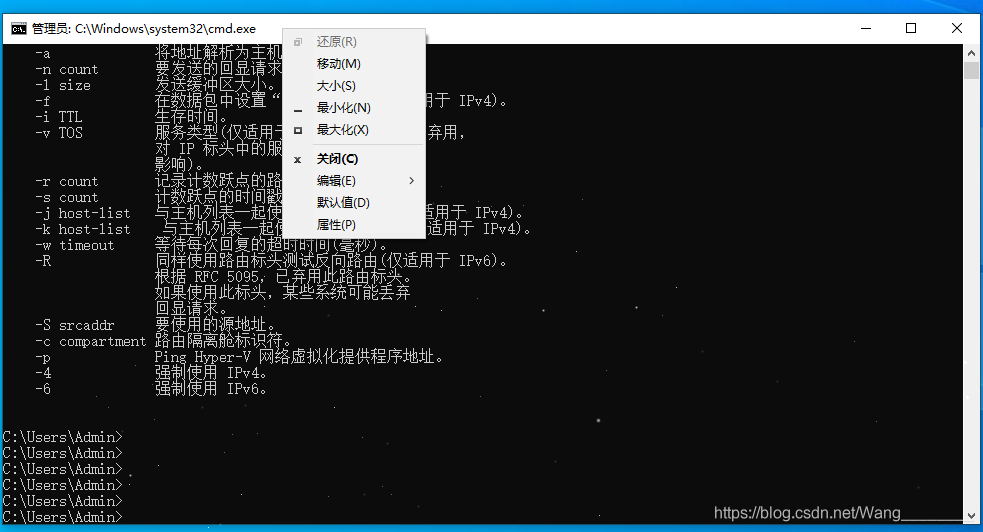 管理员: C:\Windows\system32\cmd.exe
-a 将地址解析为主机
-n count 要发送的回显请求
-l size 发送缓冲区大小。
-f 在数据包中设置“ 用于 IPv4)。
-i TTL 生存时间。
-v TOS 服务类型(仅适用于 弃用,
对 IP 标头中的服
影响)。
-r count 记录计数跃点的路
-s count 计数跃点的时间戳
-j host-list 与主机列表一起使 适用于 IPv4)。
-k host-list 与主机列表一起使 适用于 IPv4)。
-w timeout 等待每次回复的超时时间(毫秒)。
-R 同样使用路由标头测试反向路由(仅适用于 IPv6)。
根据 RFC 5095, 已弃用此路由标头。
如果使用此标头, 某些系统可能丢弃
回显请求。
-S srcaddr 要使用的源地址。
-c compartment 路由隔离舱标识符。
-p Ping Hyper-V 网络虚拟化提供程序地址。
-4 强制使用 IPv4。
-6 强制使用 IPv6。
C:\Users\Admin>
C:\Users\Admin>
C:\Users\Admin>
C:\Users\Admin>
C:\Users\Admin>
C:\Users\Admin>
还原(R)
移动(M)
大小(S)
最小化(N)
最大化(X)
关闭(C)
编辑(E)
默认值(D)
属性(P)
https://blog.csdn.net/Wang________